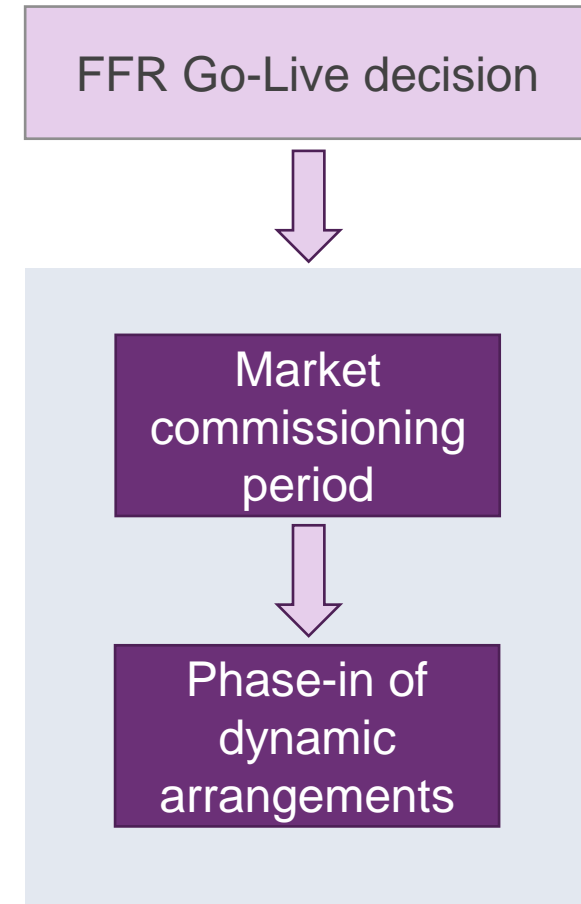 FFR Go-Live decision
Market
commissioning
period
Phase-in of
dynamic
arrangements